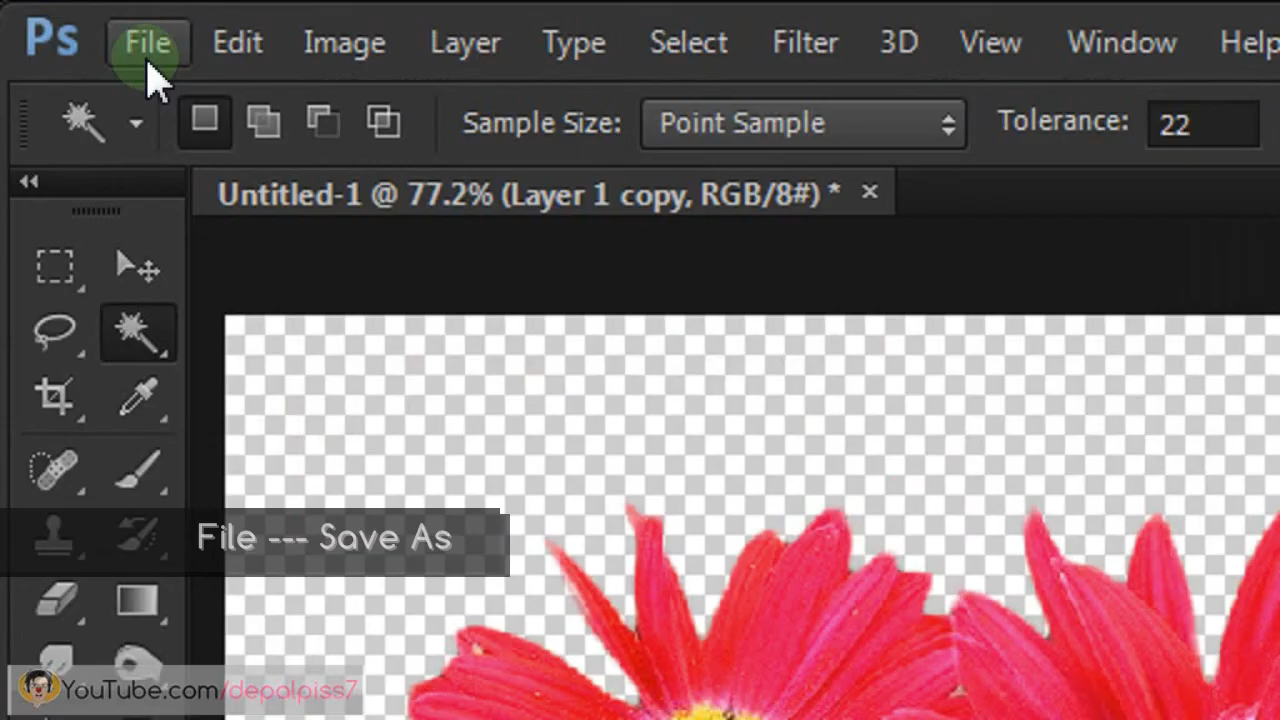 Ps File Edit Image Layer Type Select Filter 3D View Window Help
Sample Size: Point Sample Tolerance: 22
Untitled-1 @ 77.2% (Layer 1 copy, RGB/8#) * ×
File --- Save As
YouTube.com/depalpiss7